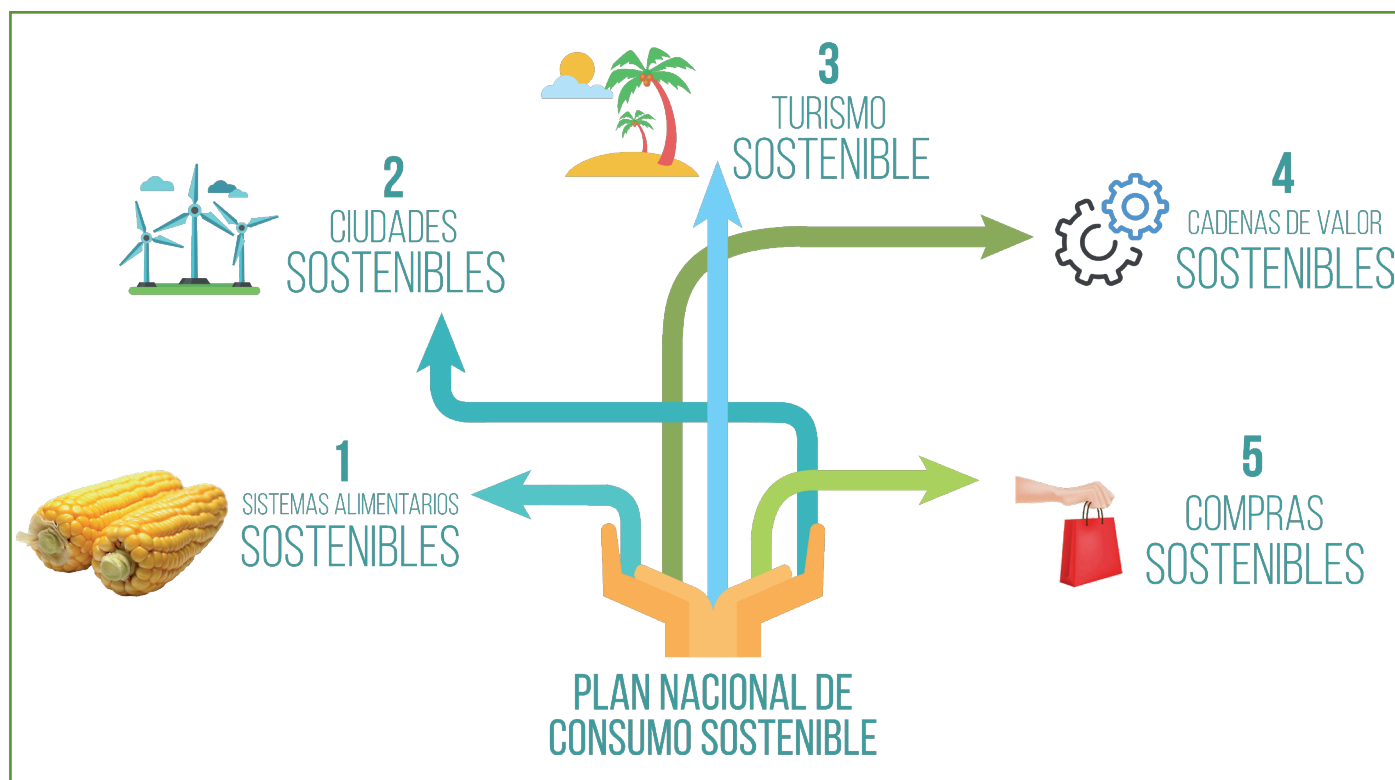 1
SISTEMAS ALIMENTARIOS
SOSTENIBLES
2
CIUDADES
SOSTENIBLES
3
TURISMO
SOSTENIBLE
4
CADENAS DE VALOR
SOSTENIBLES
5
COMPRAS
SOSTENIBLES
PLAN NACIONAL DE
CONSUMO SOSTENIBLE